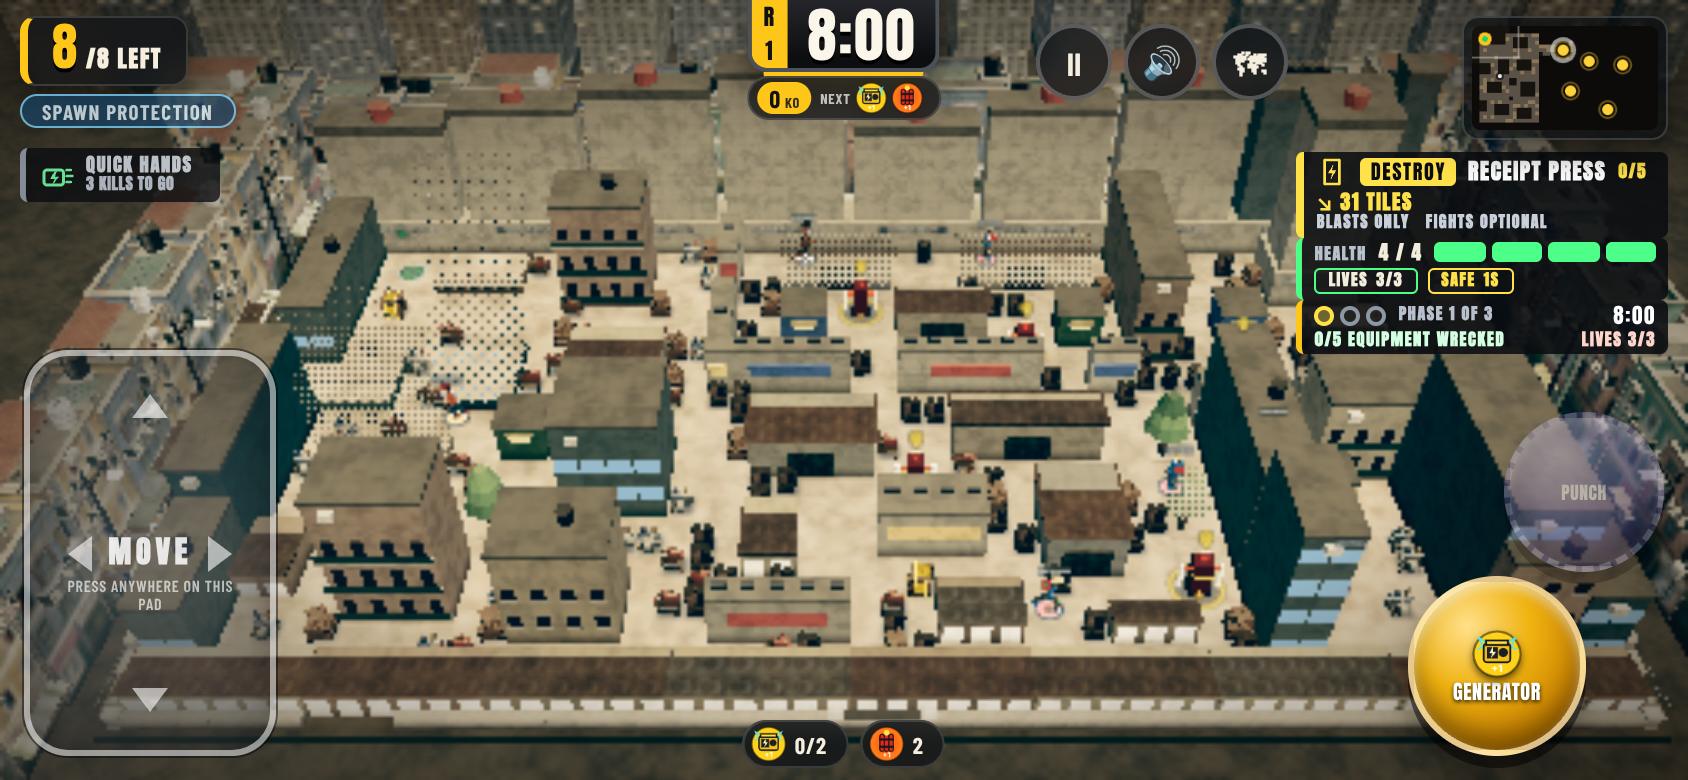 8 /8 LEFT
SPAWN PROTECTION
QUICK HANDS
3 KILLS TO GO
R
1
8:00
0 KO NEXT
DESTROY RECEIPT PRESS 0/5
↘ 31 TILES
BLASTS ONLY FIGHTS OPTIONAL
HEALTH 4 / 4
LIVES 3/3 SAFE 1S
PHASE 1 OF 3 8:00
0/5 EQUIPMENT WRECKED LIVES 3/3
MOVE
PRESS ANYWHERE ON THIS
PAD
PUNCH
+1
GENERATOR
0/2 2